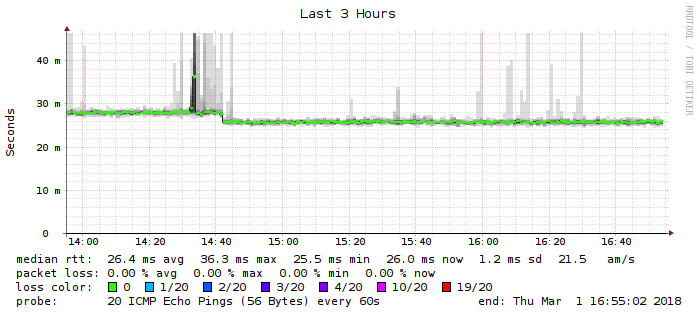 Last 3 Hours
RRDTOOL / TOBI OETIKER
Seconds
40 m
30 m
20 m
10 m
0
14:00 14:20 14:40 15:00 15:20 15:40 16:00 16:20 16:40
median rtt: 26.4 ms avg 36.3 ms max 25.5 ms min 26.0 ms now 1.2 ms sd 21.5 am/s
packet loss: 0.00 % avg 0.00 % max 0.00 % min 0.00 % now
loss color: 0 1/20 2/20 3/20 4/20 10/20 19/20
probe: 20 ICMP Echo Pings (56 Bytes) every 60s end: Thu Mar 1 16:55:02 2018